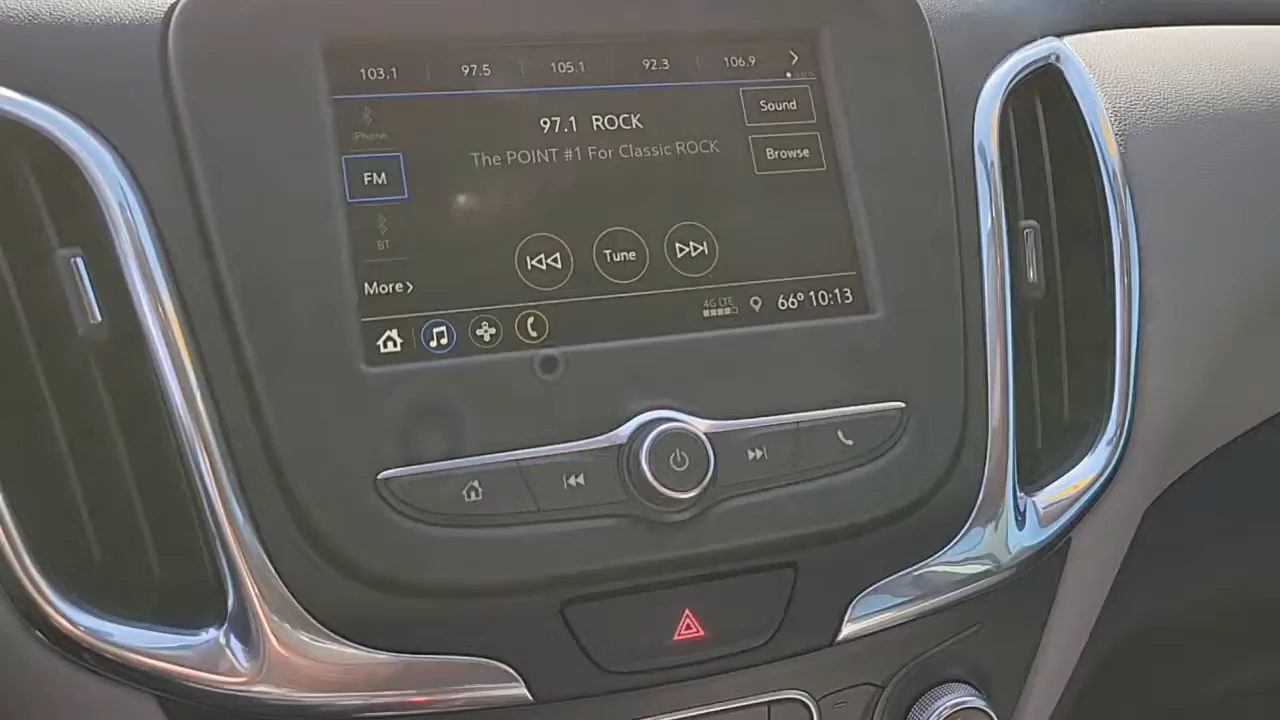 103.1 97.5 105.1 92.3 106.9
iPhone
97.1 ROCK
Sound
The POINT #1 For Classic ROCK
Browse
FM
BT
Tune
More
4G LTE
66° 10:13